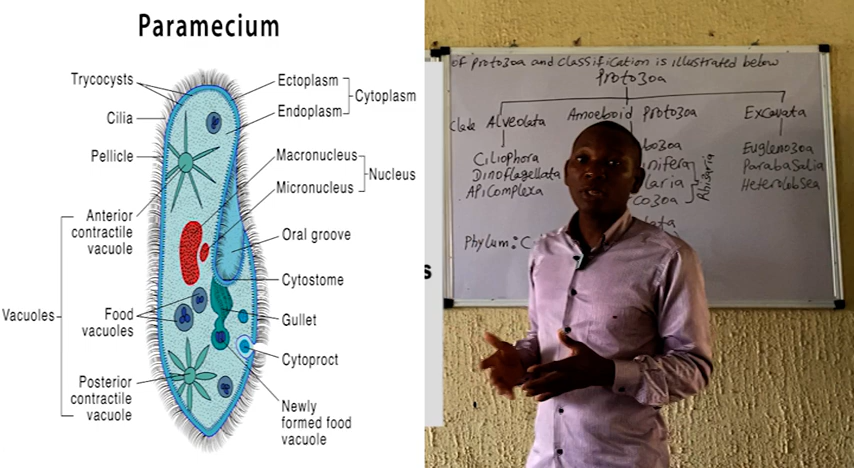 Paramecium
Trycocysts
Cilia
Pellicle
Anterior
contractile
vacuole
Vacuoles
Food
vacuoles
Posterior
contractile
vacuole
Ectoplasm
Endoplasm
Cytoplasm
Macronucleus
Micronucleus
Nucleus
Oral groove
Cytostome
Gullet
Cytoproct
Newly
formed food
vacuole
s
of Protozoa and classification is illustrated below
Protozoa
Clade Alveolata Amoeboid Protozoa Excavata
Ciliophora
Dinoflagellata
Apicomplexa
Rhizaria
Euglenozoa
Parabasalia
Heterolobsea
Phylum: C